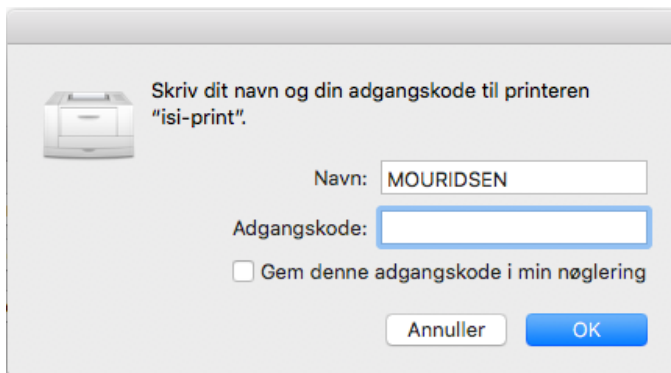 Skriv dit navn og din adgangskode til printeren
"isi-print".
Navn: MOURIDSEN
Adgangskode:
Gem denne adgangskode i min nøglering
Annuller OK